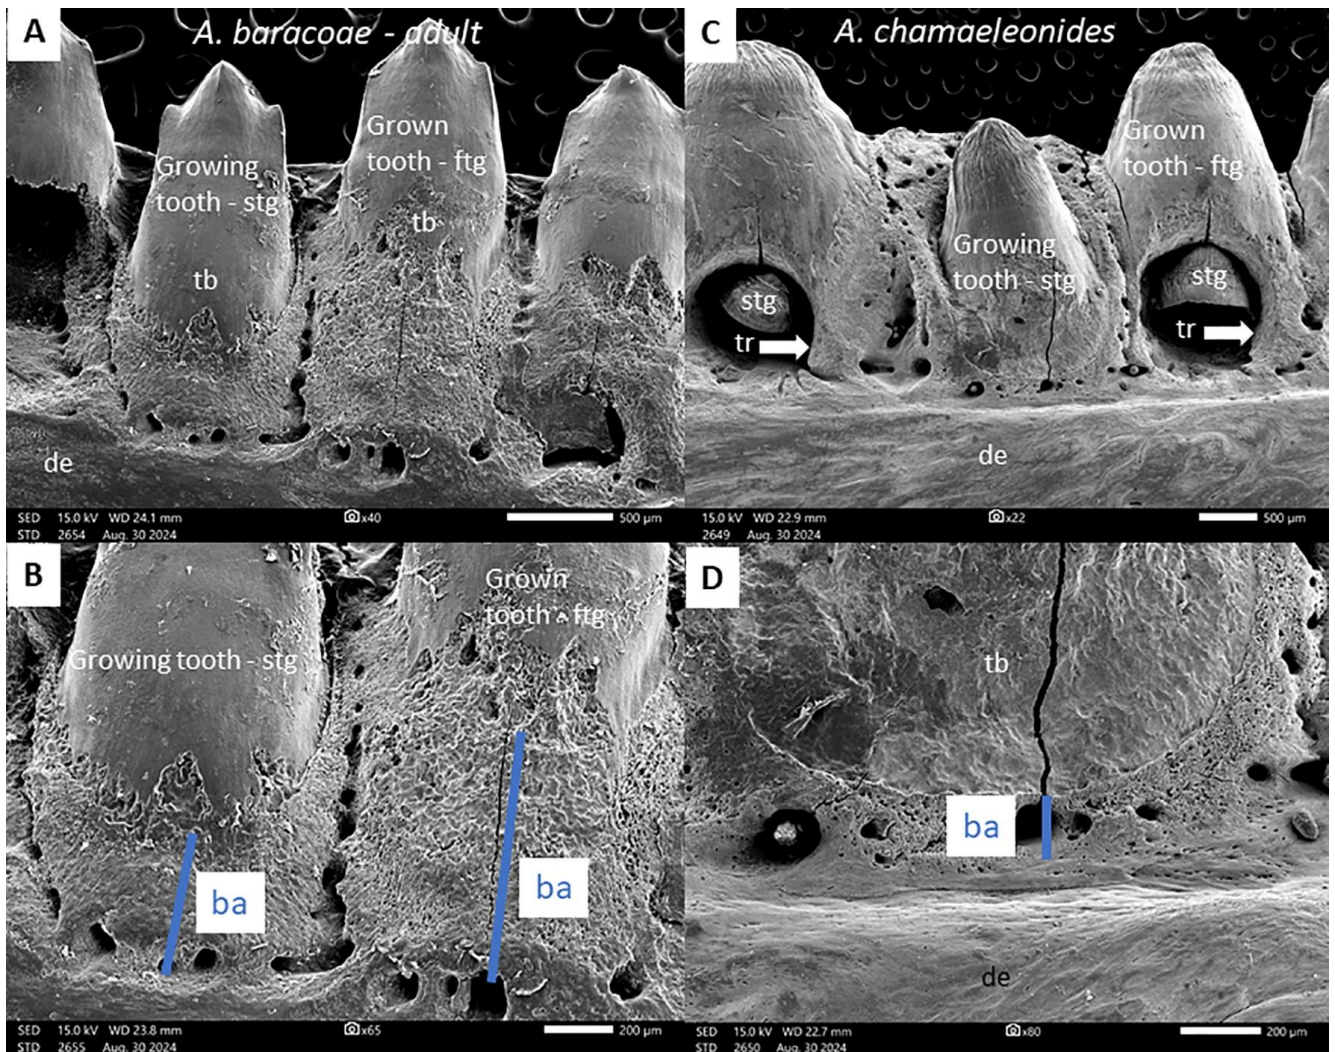 A
A. baracoae - adult
Growing
tooth - stg
tb
Grown
tooth - ftg
tb
de
SED 15.0 kV WD 24.1 mm x40 500 µm
STD 2654 Aug. 30 2024
C
A. chamaeleonides
Grown
tooth - ftg
Growing
tooth - stg
stg
tr
stg
tr
de
15.0 kV WD 22.9 mm x22 500 µm
2649 Aug. 30 2024
B
Growing tooth - stg
Grown
tooth - ftg
ba
ba
SED 15.0 kV WD 23.8 mm x65 200 µm
STD 2655 Aug. 30 2024
D
tb
ba
de
SED 15.0 kV WD 22.7 mm x80 200 µm
STD 2650 Aug. 30 2024